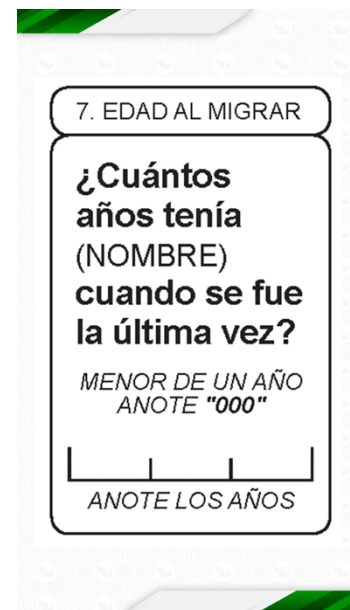 7. EDAD AL MIGRAR
¿Cuántos
años tenía
(NOMBRE)
cuando se fue
la última vez?
MENOR DE UN AÑO
ANOTE "000"
ANOTE LOS AÑOS